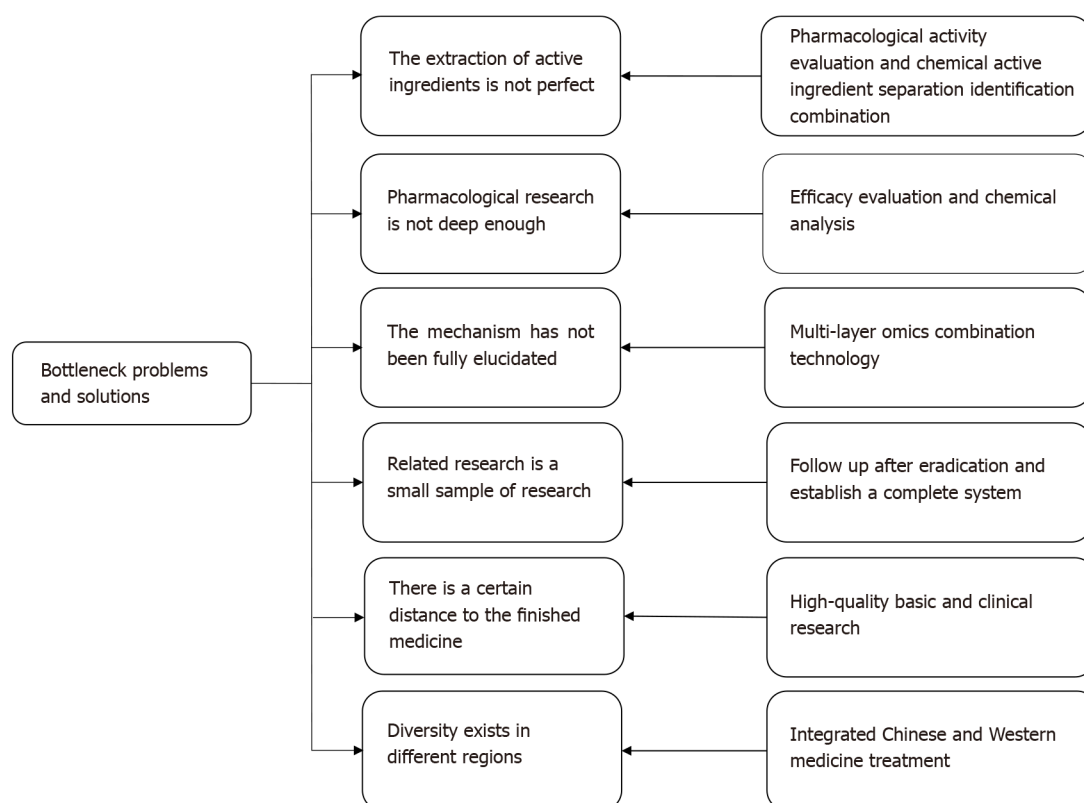 Bottleneck problems
and solutions
The extraction of active
ingredients is not perfect
Pharmacological activity
evaluation and chemical active
ingredient separation identification
combination
Pharmacological research
is not deep enough
Efficacy evaluation and chemical
analysis
The mechanism has not
been fully elucidated
Multi-layer omics combination
technology
Related research is a
small sample of research
Follow up after eradication and
establish a complete system
There is a certain
distance to the finished
medicine
High-quality basic and clinical
research
Diversity exists in
different regions
Integrated Chinese and Western
medicine treatment